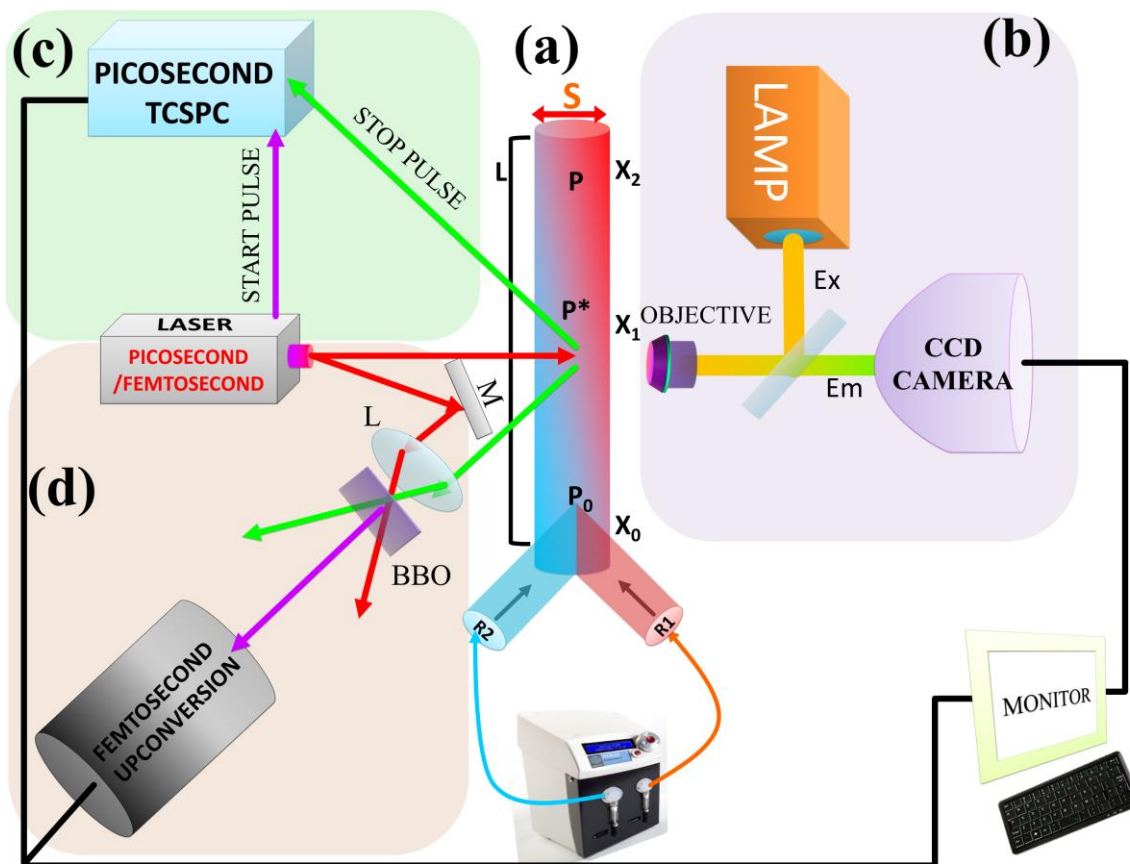 (c)
PICOSECOND
TCSPC
STOP PULSE
START PULSE
LASER
PICOSECOND
/FEMTOSECOND
(a)
S
L
P
X2
P*
X1
P0
X0
R2
R1
(b)
LAMP
Ex
OBJECTIVE
Em
CCD
CAMERA
MONITOR
(d)
M
L
BBO
FEMTOSECOND
UPCONVERSION